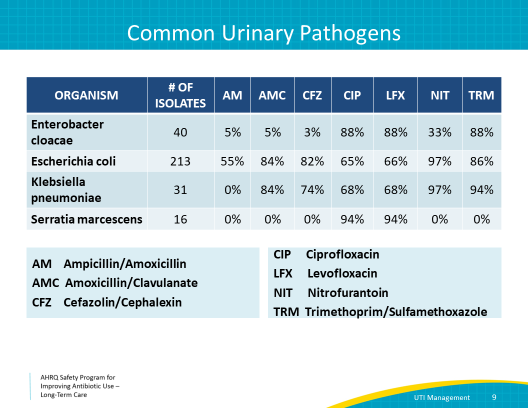 Common Urinary Pathogens
ORGANISM # OF ISOLATES AM AMC CFZ CIP LFX NIT TRM
Enterobacter cloacae 40 5% 5% 3% 88% 88% 33% 88%
Escherichia coli 213 55% 84% 82% 65% 66% 97% 86%
Klebsiella pneumoniae 31 0% 84% 74% 68% 68% 97% 94%
Serratia marcescens 16 0% 0% 0% 94% 94% 0% 0%
AM Ampicillin/Amoxicillin
AMC Amoxicillin/Clavulanate
CFZ Cefazolin/Cephalexin
CIP Ciprofloxacin
LFX Levofloxacin
NIT Nitrofurantoin
TRM Trimethoprim/Sulfamethoxazole
AHRQ Safety Program for
Improving Antibiotic Use –
Long-Term Care
UTI Management 9